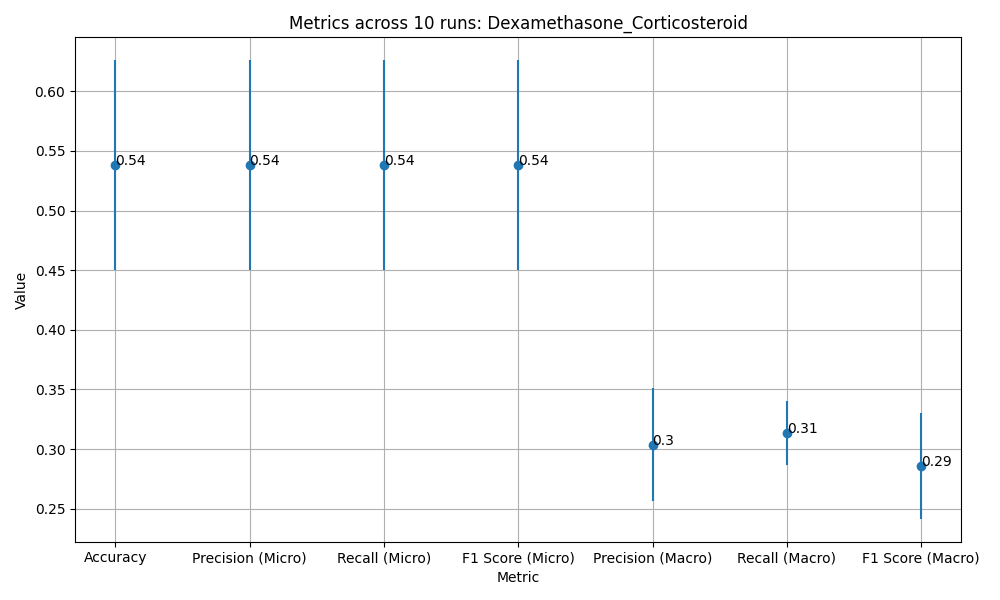 Metrics across 10 runs: Dexamethasone_Corticosteroid
Value
0.60
0.55
0.50
0.45
0.40
0.35
0.30
0.25
0.54
0.54
0.54
0.54
0.3
0.31
0.29
Accuracy
Precision (Micro)
Recall (Micro)
F1 Score (Micro)
Precision (Macro)
Recall (Macro)
F1 Score (Macro)
Metric